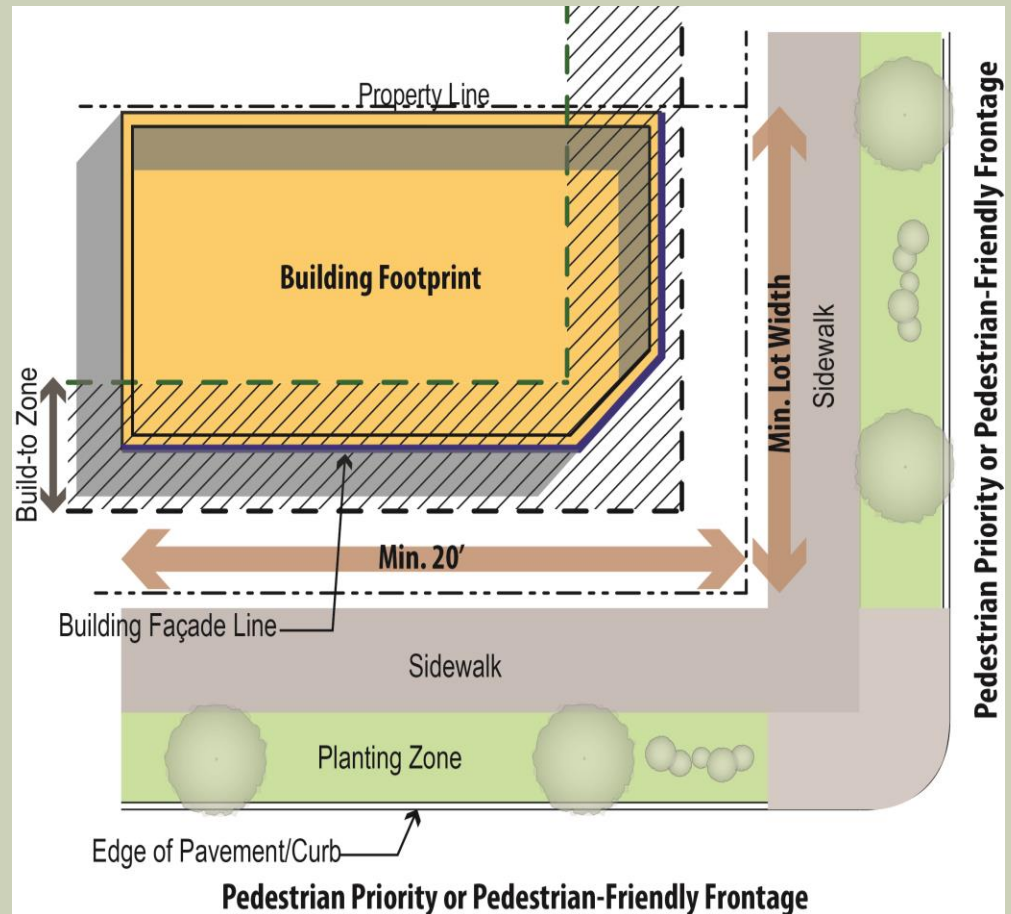 Property Line
Building Footprint
Build-to Zone
Min. Lot Width
Sidewalk
Pedestrian Priority or Pedestrian-Friendly Frontage
Min. 20′
Building Façade Line
Sidewalk
Planting Zone
Edge of Pavement/Curb
Pedestrian Priority or Pedestrian-Friendly Frontage